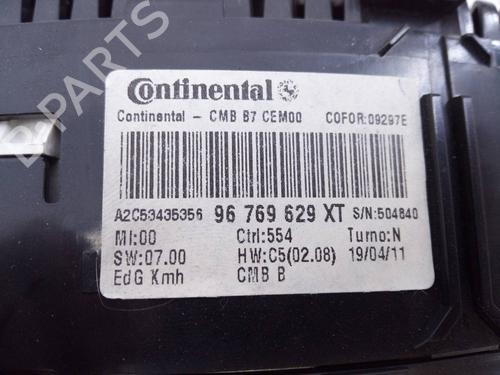 B-PARTS
Continental
Continental - CMB B7 CEM00 COFOR:09297E
A2C53435356 96 769 629 XT S/N:504840
MI:00 Ctrl:554 Turno:N
SW:07.00 HW:C5(02.08) 19/04/11
EdG Kmh CMB B